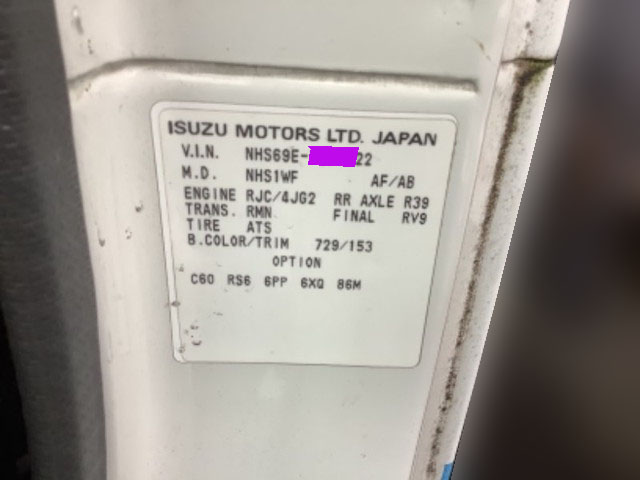 ISUZU MOTORS LTD. JAPAN
V.I.N. NHS69E- 22
M.D. NHS1WF AF/AB
ENGINE RJC/4JG2 RR AXLE R39
TRANS. RMN FINAL RV9
TIRE ATS
B.COLOR/TRIM 729/153
OPTION
C60 RS6 6PP 6XQ 86M